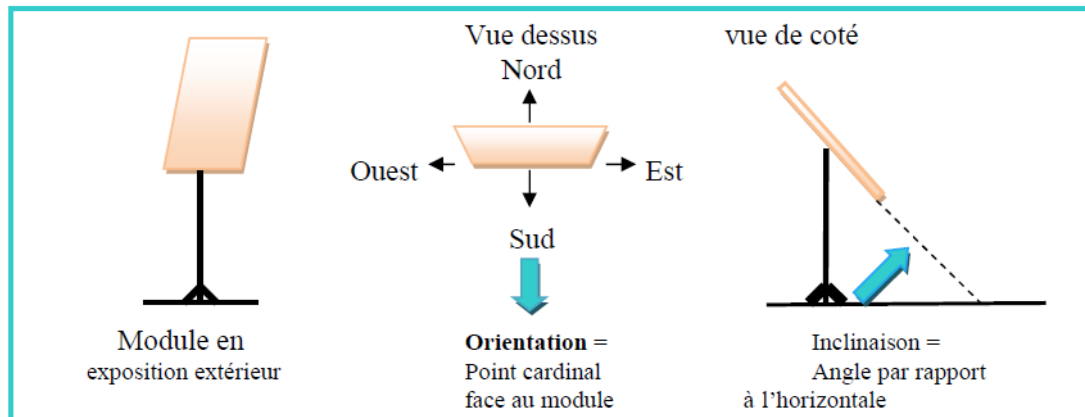 Vue dessus
vue de coté
Nord
Ouest
Est
Sud
Module en
exposition extérieur
Orientation =
Point cardinal
face au module
Inclinaison =
Angle par rapport
à l'horizontale